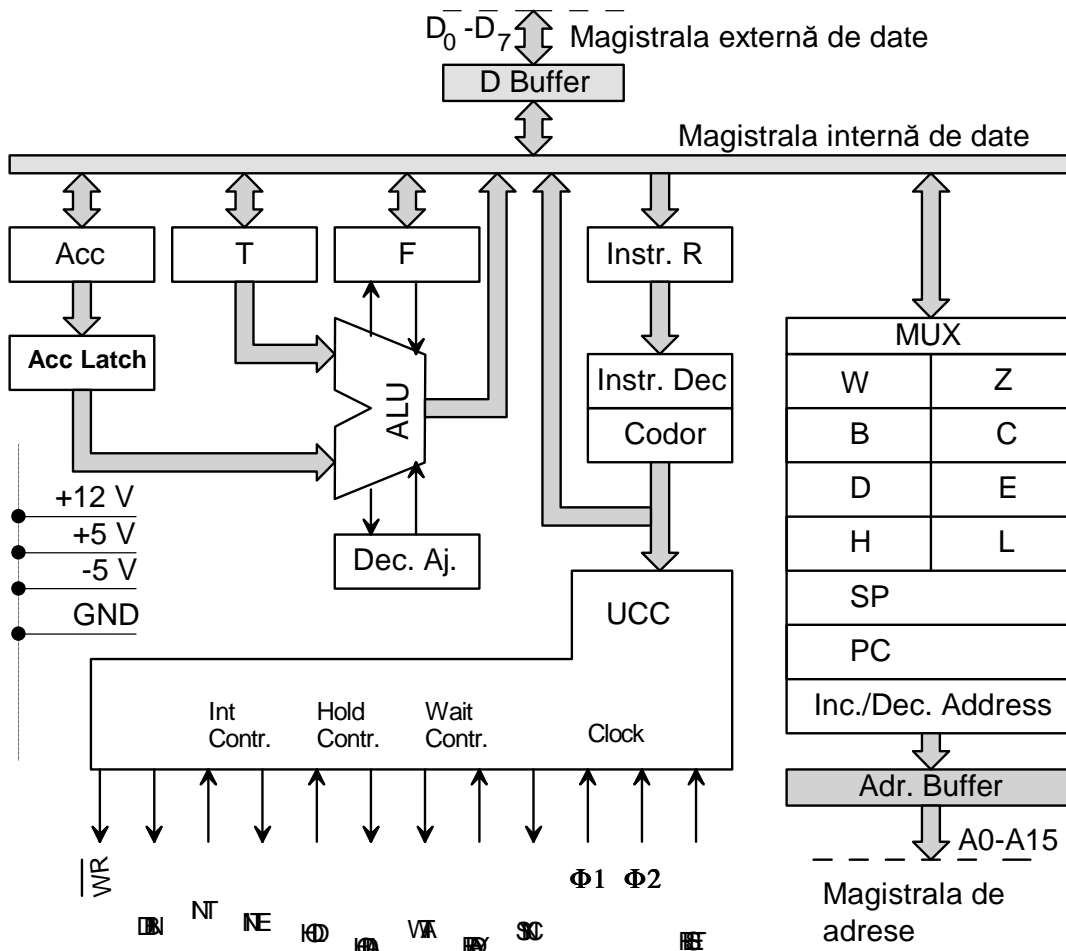 D0 -D7
Magistrala externă de date
D Buffer
Magistrala internă de date
Acc
T
F
Instr. R
Acc Latch
ALU
Instr. Dec
Codor
MUX
W
Z
B
C
D
E
H
L
SP
PC
Inc./Dec. Address
+12 V
+5 V
-5 V
GND
Dec. Aj.
UCC
Int
Contr.
Hold
Contr.
Wait
Contr.
Clock
Adr. Buffer
A0-A15
Magistrala de
adrese
WR
INT
Φ1
Φ2